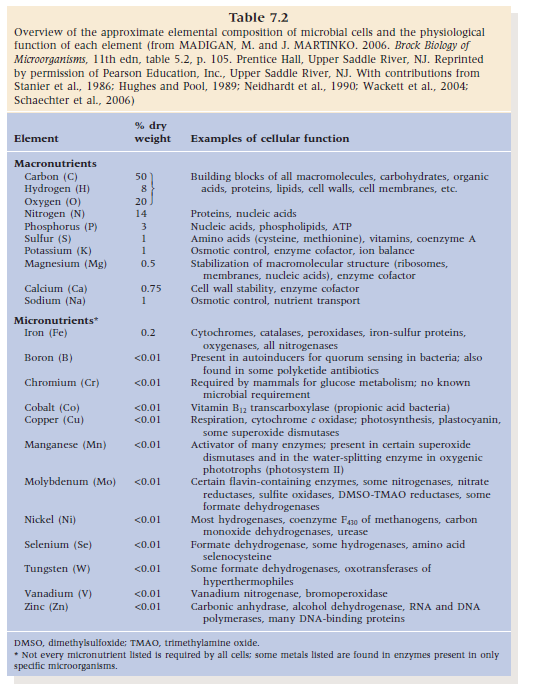 Table 7.2
Overview of the approximate elemental composition of microbial cells and the physiological
function of each element (from MADIGAN, M. and J. MARTINKO. 2006. Brock Biology of
Microorganisms, 11th edn, table 5.2, p. 105. Prentice Hall, Upper Saddle River, NJ. Reprinted
by permission of Pearson Education, Inc., Upper Saddle River, NJ. With contributions from
Stanier et al., 1986; Hughes and Pool, 1989; Neidhardt et al., 1990; Wackett et al., 2004;
Schaechter et al., 2006)
% dry
Element weight Examples of cellular function
Macronutrients
Carbon (C) 50 Building blocks of all macromolecules, carbohydrates, organic
Hydrogen (H) 8 acids, proteins, lipids, cell walls, cell membranes, etc.
Oxygen (O) 20
Nitrogen (N) 14 Proteins, nucleic acids
Phosphorus (P) 3 Nucleic acids, phospholipids, ATP
Sulfur (S) 1 Amino acids (cysteine, methionine), vitamins, coenzyme A
Potassium (K) 1 Osmotic control, enzyme cofactor, ion balance
Magnesium (Mg) 0.5 Stabilization of macromolecular structure (ribosomes,
membranes, nucleic acids), enzyme cofactor
Calcium (Ca) 0.75 Cell wall stability, enzyme cofactor
Sodium (Na) 1 Osmotic control, nutrient transport
Micronutrients*
Iron (Fe) 0.2 Cytochromes, catalases, peroxidases, iron-sulfur proteins,
oxygenases, all nitrogenases
Boron (B) <0.01 Present in autoinducers for quorum sensing in bacteria; also
found in some polyketide antibiotics
Chromium (Cr) <0.01 Required by mammals for glucose metabolism; no known
microbial requirement
Cobalt (Co) <0.01 Vitamin B12 transcarboxylase (propionic acid bacteria)
Copper (Cu) <0.01 Respiration, cytochrome c oxidase; photosynthesis, plastocyanin,
some superoxide dismutases
Manganese (Mn) <0.01 Activator of many enzymes; present in certain superoxide
dismutases and in the water-splitting enzyme in oxygenic
phototrophs (photosystem II)
Molybdenum (Mo) <0.01 Certain flavin-containing enzymes, some nitrogenases, nitrate
reductases, sulfite oxidases, DMSO-TMAO reductases, some
formate dehydrogenases
Nickel (Ni) <0.01 Most hydrogenases, coenzyme F430 of methanogens, carbon
monoxide dehydrogenases, urease
Selenium (Se) <0.01 Formate dehydrogenase, some hydrogenases, amino acid
selenocysteine
Tungsten (W) <0.01 Some formate dehydrogenases, oxotransferases of
hyperthermophiles
Vanadium (V) <0.01 Vanadium nitrogenase, bromoperoxidase
Zinc (Zn) <0.01 Carbonic anhydrase, alcohol dehydrogenase, RNA and DNA
polymerases, many DNA-binding proteins
DMSO, dimethylsulfoxide; TMAO, trimethylamine oxide.
* Not every micronutrient listed is required by all cells; some metals listed are found in enzymes present in only
specific microorganisms.